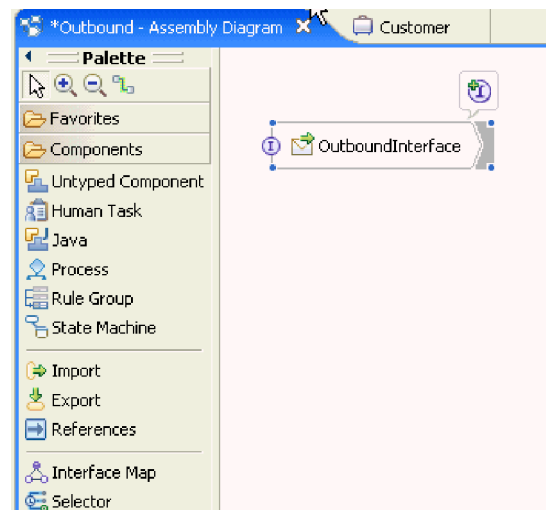 *Outbound - Assembly Diagram
Customer
Palette
Favorites
Components
Untyped Component
Human Task
Java
Process
Rule Group
State Machine
Import
Export
References
Interface Map
Selector
I
I
OutboundInterface